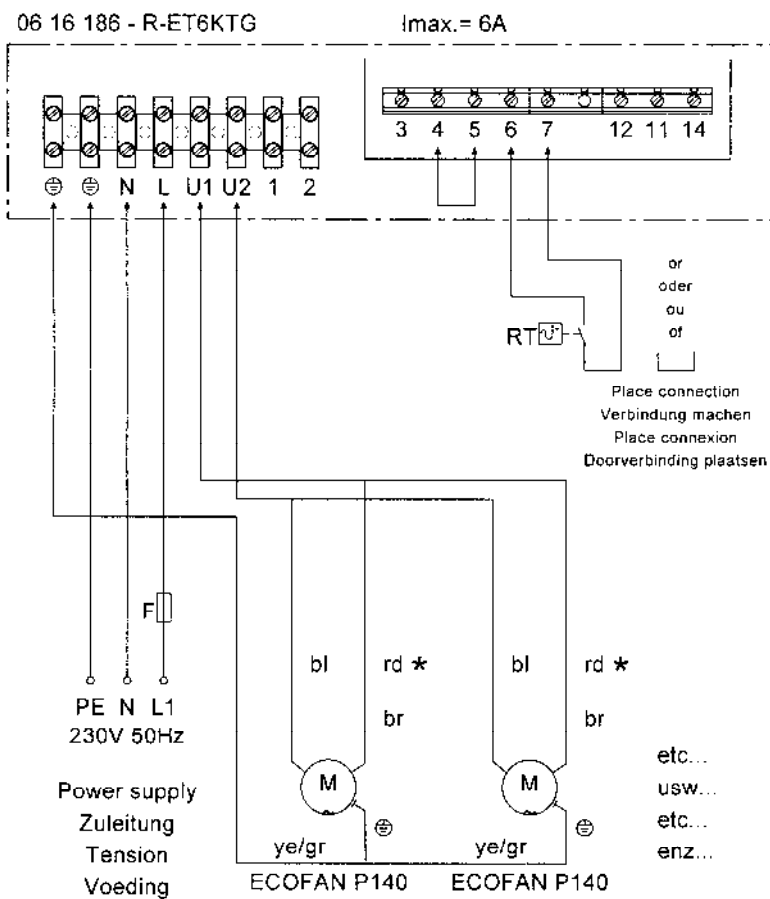 06 16 186 - R-ET6KTG Imax.= 6A
3 4 5 6 7 12 11 14
N L U1 U2 1 2
or
oder
ou
of
RT
Place connection
Verbindung machen
Place connexion
Doorverbinding plaatsen
F
bl rd * bl rd *
PE N L1
br br
230V 50Hz
etc...
M M
Power supply
usw...
Zuleitung
etc...
Tension
ye/gr ye/gr
enz...
Voeding
ECOFAN P140 ECOFAN P140